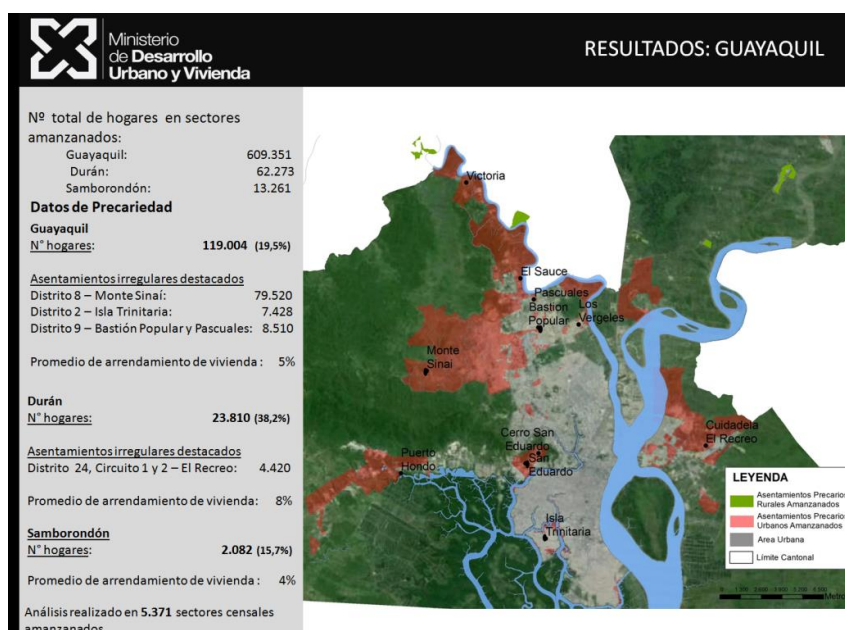 Ministerio
de Desarrollo
Urbano y Vivienda
RESULTADOS: GUAYAQUIL
Nº total de hogares en sectores
amanzanados:
Guayaquil: 609.351
Durán: 62.273
Samborondón: 13.261
Datos de Precariedad
Guayaquil
N° hogares: 119.004 (19,5%)
Asentamientos irregulares destacados
Distrito 8 – Monte Sinaí: 79.520
Distrito 2 – Isla Trinitaria: 7.428
Distrito 9 – Bastión Popular y Pascuales: 8.510
Promedio de arrendamiento de vivienda : 5%
Durán
N° hogares: 23.810 (38,2%)
Asentamientos irregulares destacados
Distrito 24, Circuito 1 y 2 – El Recreo: 4.420
Promedio de arrendamiento de vivienda: 8%
Samborondón
N° hogares: 2.082 (15,7%)
Promedio de arrendamiento de vivienda : 4%
Análisis realizado en 5.371 sectores censales
amanzanados
Victoria
El Sauce
Pascuales
Bastion
Popular
Los
Vergeles
Monte
Sinai
Cerro San
Eduardo
San
Eduardo
Puerto
Hondo
Isla
Trinitaria
Cuidadela
El Recreo
LEYENDA
Asentamientos Precarios
Rurales Amanzanados
Asentamientos Precarios
Urbanos Amanzanados
Area Urbana
Límite Cantonal